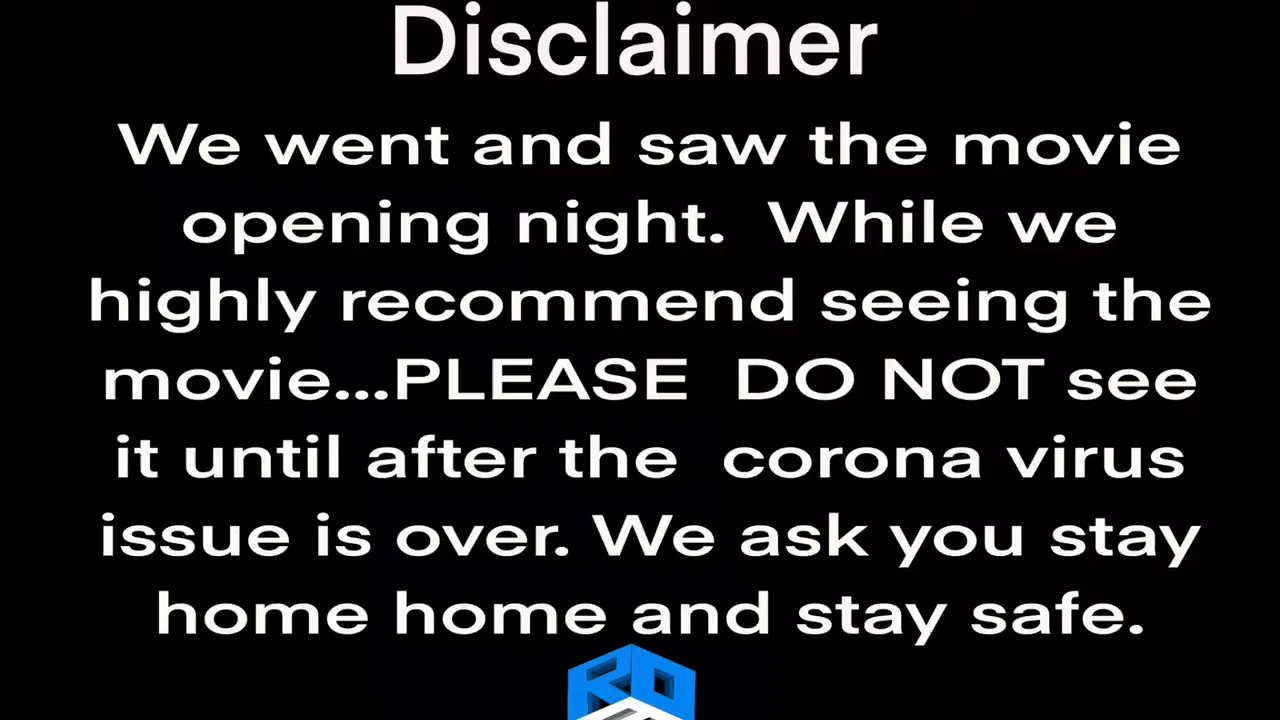 Disclaimer
We went and saw the movie
opening night.  While we
highly recommend seeing the
movie...PLEASE  DO NOT see
it until after the  corona virus
issue is over. We ask you stay
home home and stay safe.
RO